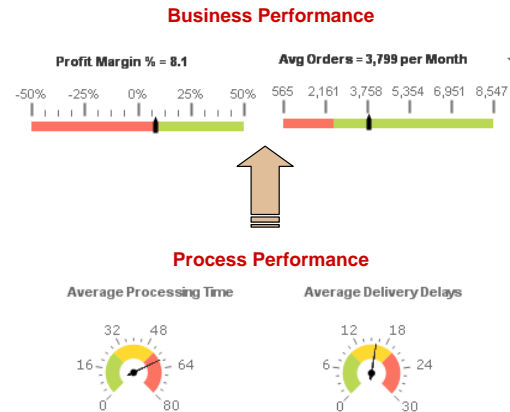 Business Performance
Profit Margin % = 8.1
Avg Orders = 3,799 per Month
-50% -25% 0% 25% 50%
565 2,161 3,758 5,354 6,951 8,547
Process Performance
Average Processing Time
Average Delivery Delays
32 48
16 64
0 80
12 18
6 24
0 30